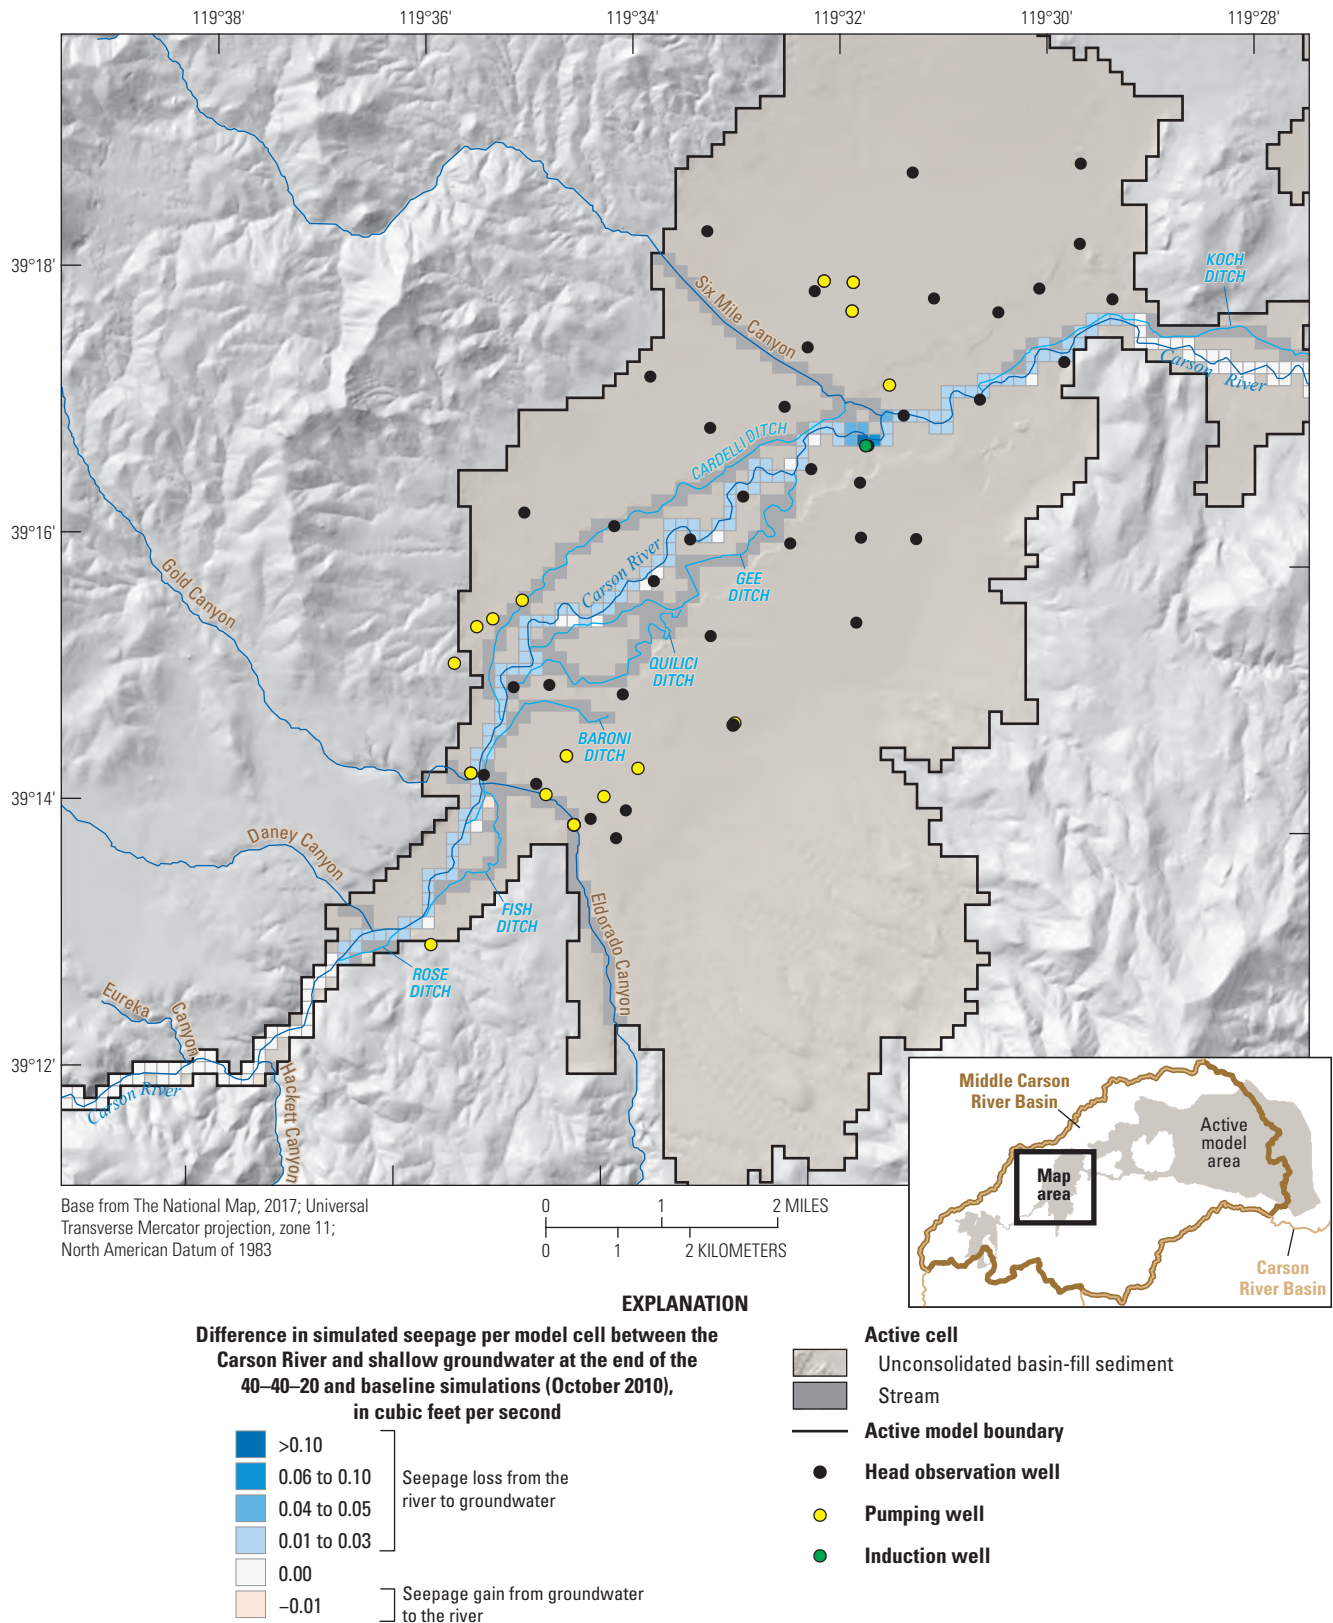 119°38'
119°36'
119°34'
119°32'
119°30'
119°28'
39°18'
39°16'
39°14'
39°12'
KOCH
DITCH
Six Mile Canyon
Carson River
CARDELLI DITCH
Carson River
GEE
DITCH
Gold Canyon
QUILICI
DITCH
BARONI
DITCH
Daney Canyon
FISH
DITCH
Eldorado Canyon
ROSE
DITCH
Eureka Canyon
Hackett Canyon
Carson River
Middle Carson
River Basin
Active
model
area
Map
area
Carson
River Basin
Base from The National Map, 2017; Universal
Transverse Mercator projection, zone 11;
North American Datum of 1983
0 1 2 MILES
0 1 2 KILOMETERS
EXPLANATION
Difference in simulated seepage per model cell between the
Carson River and shallow groundwater at the end of the
40–40–20 and baseline simulations (October 2010),
in cubic feet per second
>0.10
0.06 to 0.10
0.04 to 0.05
0.01 to 0.03
Seepage loss from the
river to groundwater
0.00
−0.01
Seepage gain from groundwater
to the river
Active cell
Unconsolidated basin-fill sediment
Stream
Active model boundary
Head observation well
Pumping well
Induction well